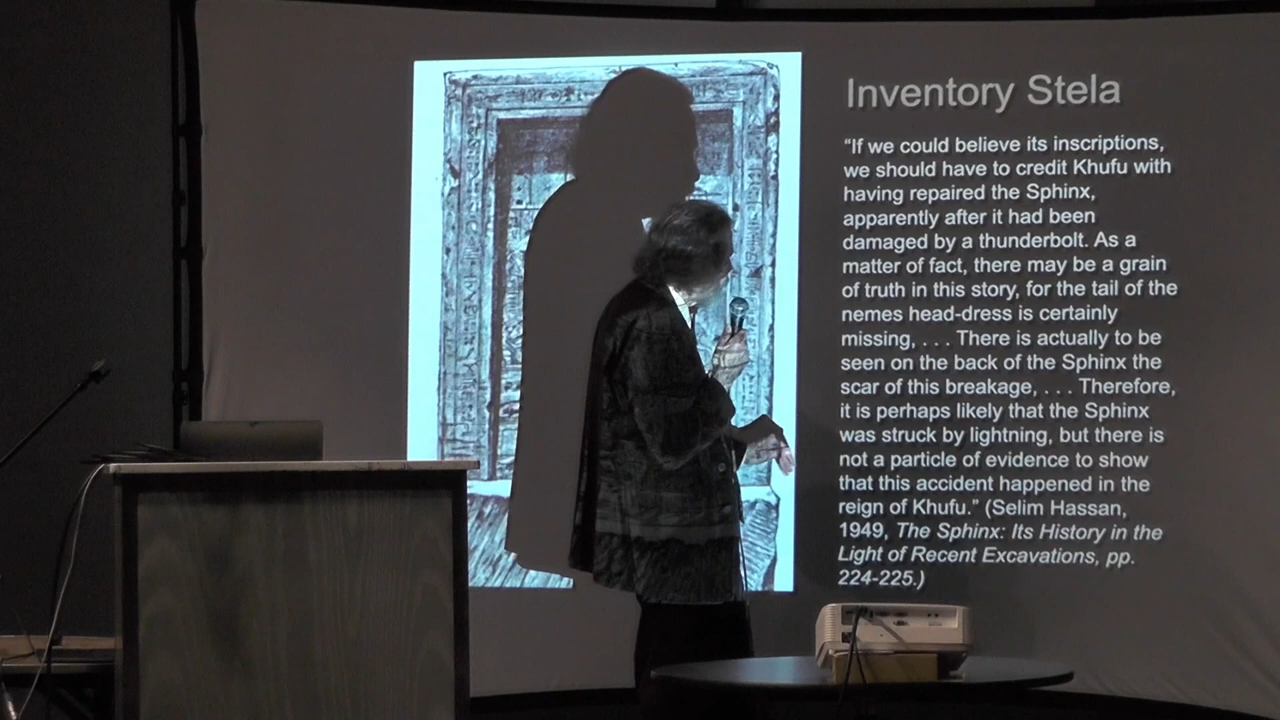 Inventory Stela
“If we could believe its inscriptions,
we should have to credit Khufu with
having repaired the Sphinx,
apparently after it had been
damaged by a thunderbolt. As a
matter of fact, there may be a grain
of truth in this story, for the tail of the
nemes head-dress is certainly
missing, . . . There is actually to be
seen on the back of the Sphinx the
scar of this breakage, . . . Therefore,
it is perhaps likely that the Sphinx
was struck by lightning, but there is
not a particle of evidence to show
that this accident happened in the
reign of Khufu.” (Selim Hassan,
1949, The Sphinx: Its History in the
Light of Recent Excavations, pp.
224-225.)